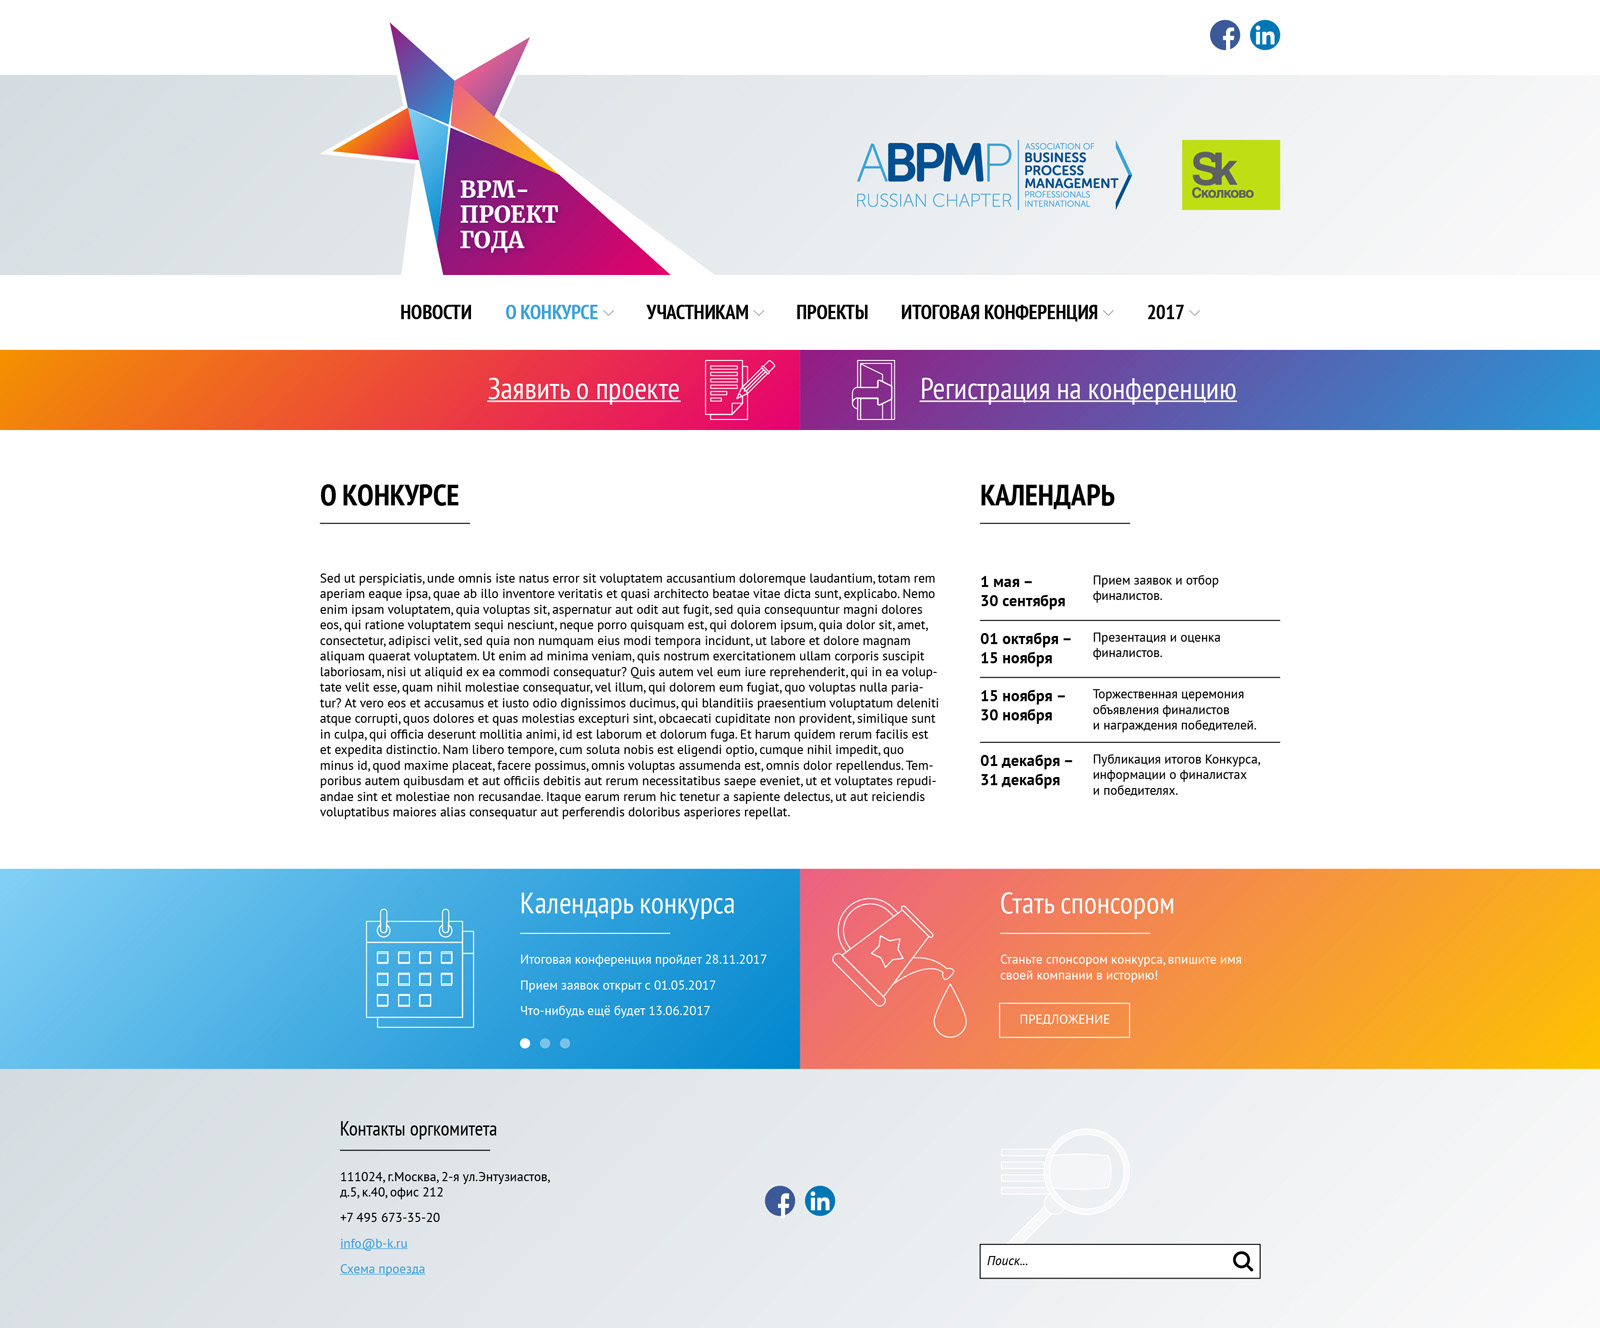 BPM-
ПРОЕКТ
ГОДА
ABPMP
RUSSIAN CHAPTER
ASSOCIATION OF
BUSINESS
PROCESS
MANAGEMENT
PROFESSIONALS
INTERNATIONAL
Sk
Сколково
НОВОСТИ О КОНКУРСЕ УЧАСТНИКАМ ПРОЕКТЫ ИТОГОВАЯ КОНФЕРЕНЦИЯ 2017
Заявить о проекте
Регистрация на конференцию
О КОНКУРСЕ
Sed ut perspiciatis, unde omnis iste natus error sit voluptatem accusantium doloremque laudantium, totam rem
aperiam eaque ipsa, quae ab illo inventore veritatis et quasi architecto beatae vitae dicta sunt, explicabo. Nemo
enim ipsam voluptatem, quia voluptas sit, aspernatur aut odit aut fugit, sed quia consequuntur magni dolores
eos, qui ratione voluptatem sequi nesciunt, neque porro quisquam est, qui dolorem ipsum, quia dolor sit, amet,
consectetur, adipisci velit, sed quia non numquam eius modi tempora incidunt, ut labore et dolore magnam
aliquam quaerat voluptatem. Ut enim ad minima veniam, quis nostrum exercitationem ullam corporis suscipit
laboriosam, nisi ut aliquid ex ea commodi consequatur? Quis autem vel eum iure reprehenderit, qui in ea volup-
tate velit esse, quam nihil molestiae consequatur, vel illum, qui dolorem eum fugiat, quo voluptas nulla paria-
tur? At vero eos et accusamus et iusto odio dignissimos ducimus, qui blanditiis praesentium voluptatum deleniti
atque corrupti, quos dolores et quas molestias excepturi sint, obcaecati cupiditate non provident, similique sunt
in culpa, qui officia deserunt mollitia animi, id est laborum et dolorum fuga. Et harum quidem rerum facilis est
et expedita distinctio. Nam libero tempore, cum soluta nobis est eligendi optio, cumque nihil impedit, quo
minus id, quod maxime placeat, facere possimus, omnis voluptas assumenda est, omnis dolor repellendus. Tem-
poribus autem quibusdam et aut officiis debitis aut rerum necessitatibus saepe eveniet, ut et voluptates repudi-
andae sint et molestiae non recusandae. Itaque earum rerum hic tenetur a sapiente delectus, ut aut reiciendis
voluptatibus maiores alias consequatur aut perferendis doloribus asperiores repellat.
КАЛЕНДАРЬ
1 мая –
30 сентября
Прием заявок и отбор
финалистов.
01 октября –
15 ноября
Презентация и оценка
финалистов.
15 ноября –
30 ноября
Торжественная церемония
объявления финалистов
и награждения победителей.
01 декабря –
31 декабря
Публикация итогов Конкурса,
информации о финалистах
и победителях.
Календарь конкурса
Итоговая конференция пройдет 28.11.2017
Прием заявок открыт с 01.05.2017
Что-нибудь ещё будет 13.06.2017
Стать спонсором
Станьте спонсором конкурса, впишите имя
своей компании в историю!
ПРЕДЛОЖЕНИЕ
Контакты оргкомитета
111024, г.Москва, 2-я ул.Энтузиастов,
д.5, к.40, офис 212
+7 495 673-35-20
info@b-k.ru
Схема проезда
Поиск...